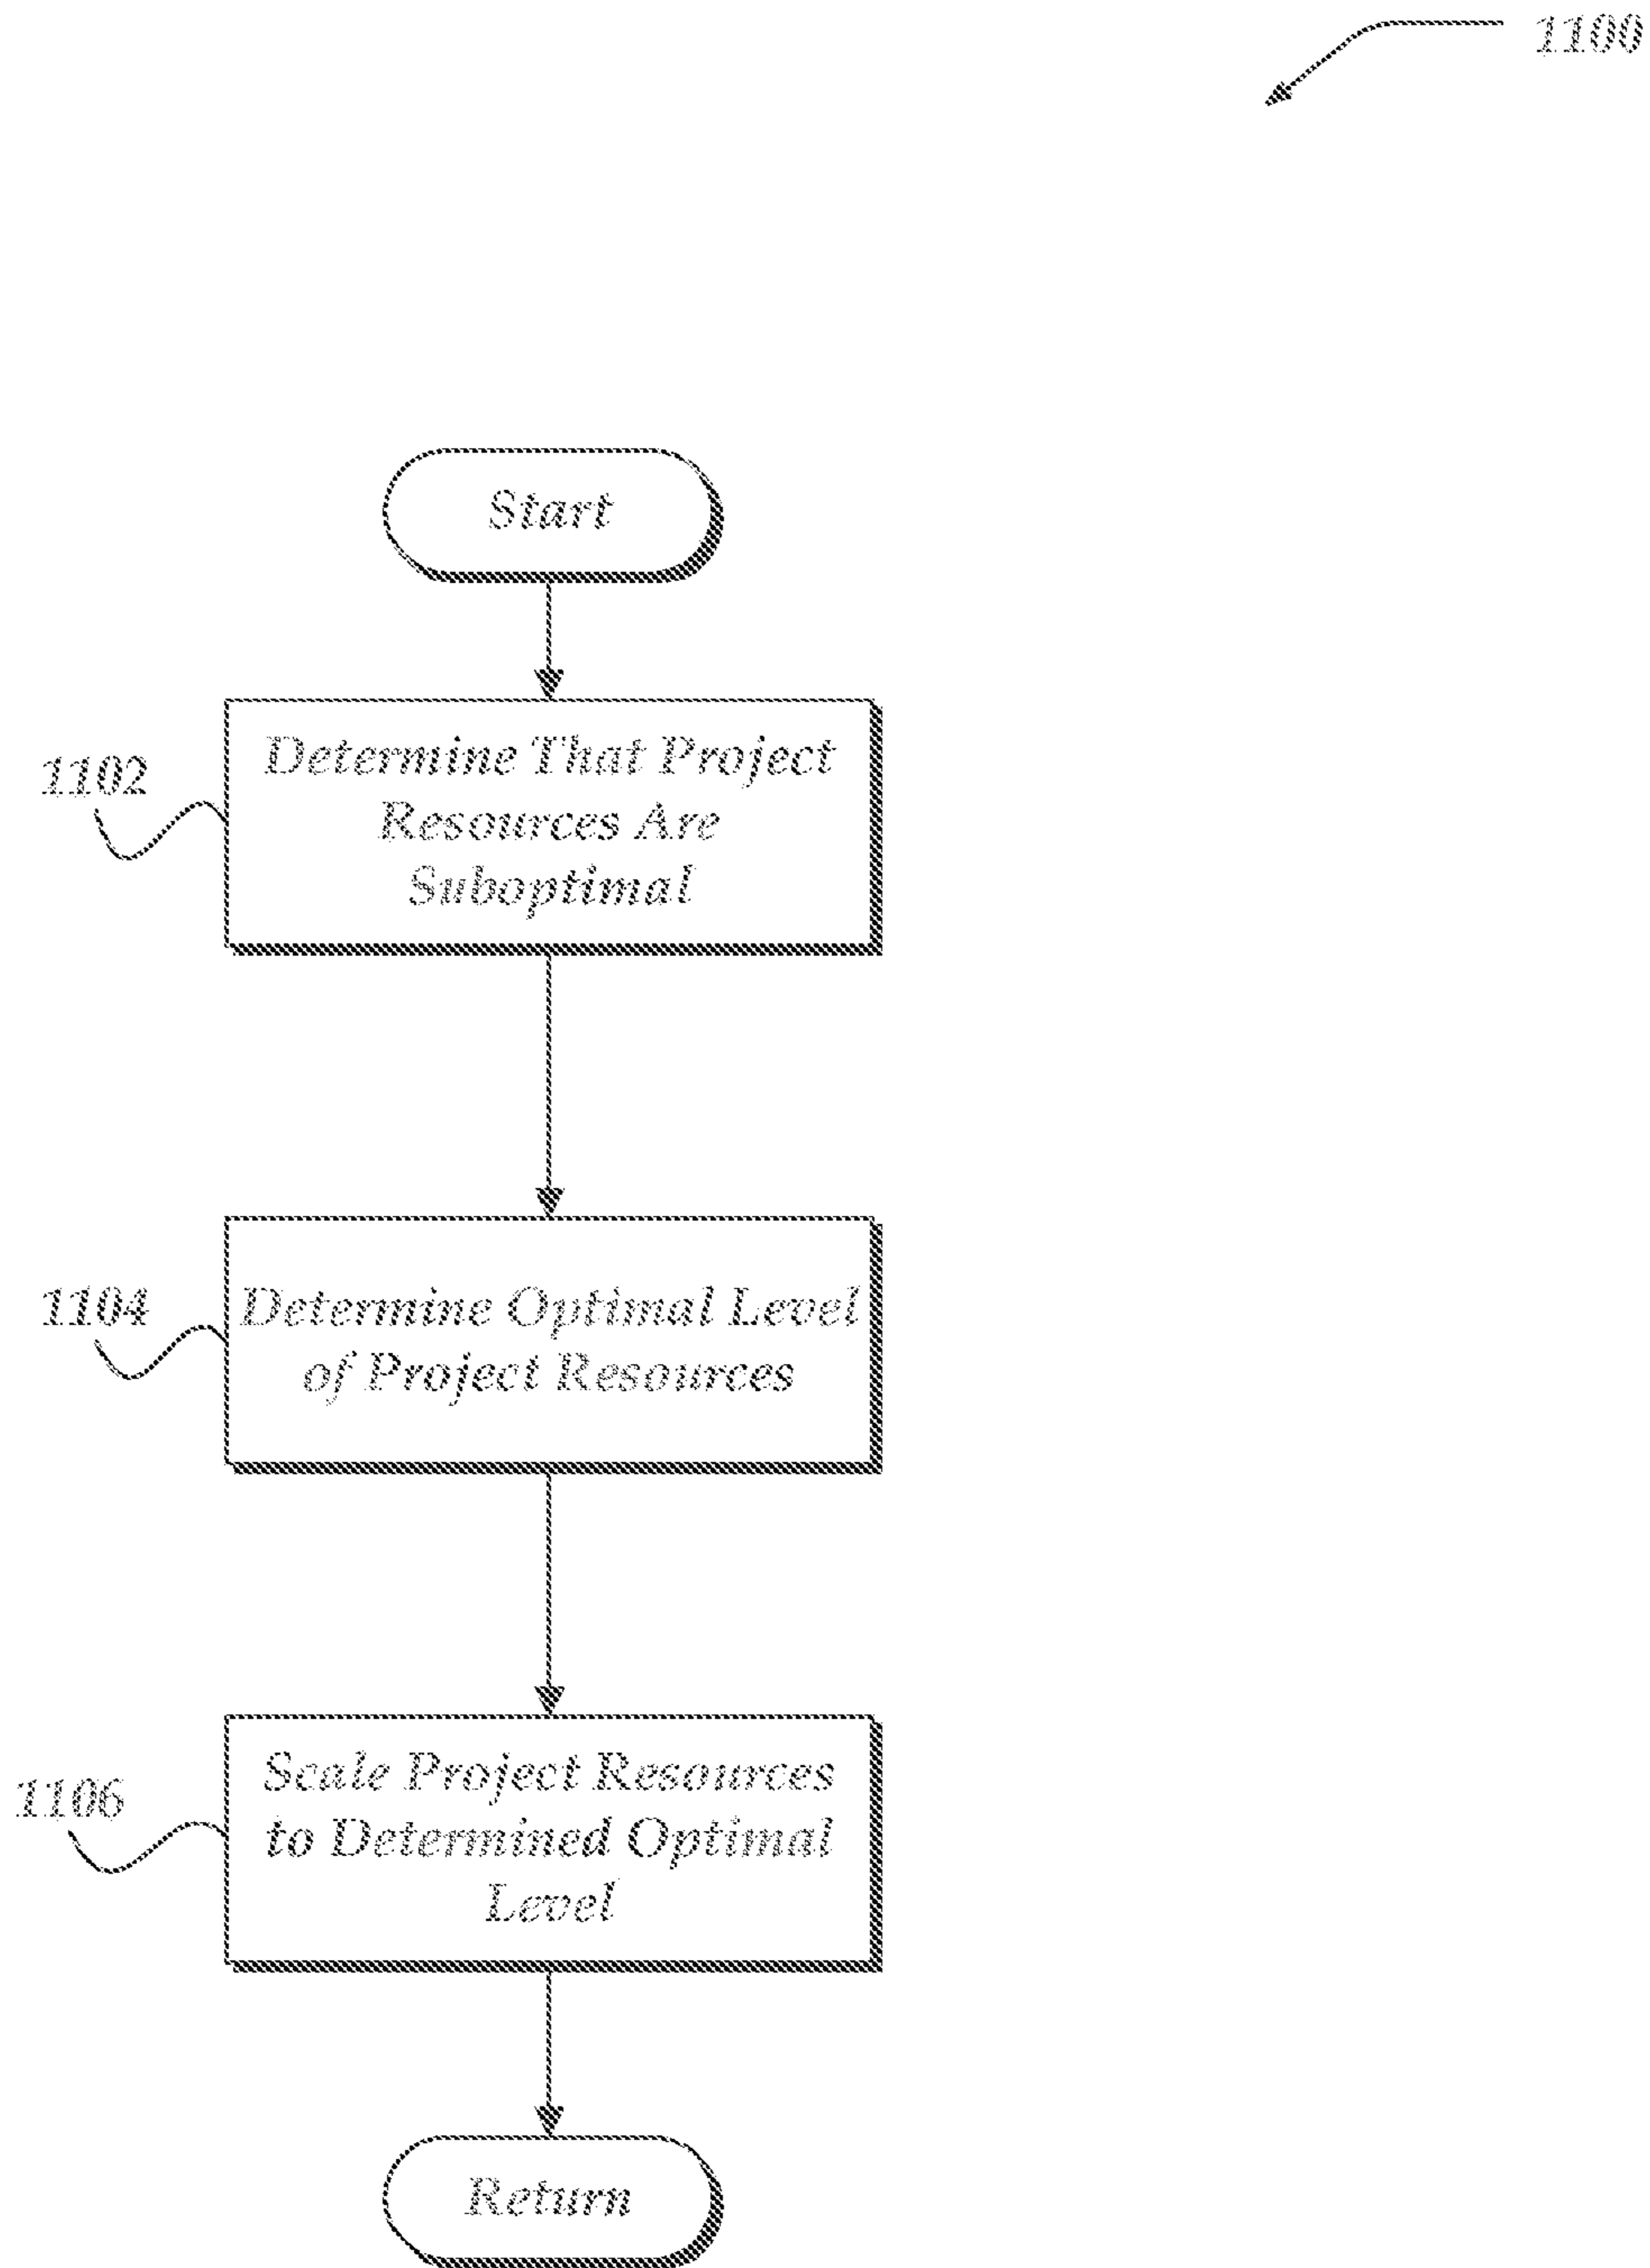 1100
Start
1102
Determine That Project
Resources Are
Suboptimal
1104
Determine Optimal Level
of Project Resources
1106
Scale Project Resources
to Determined Optimal
Level
Return